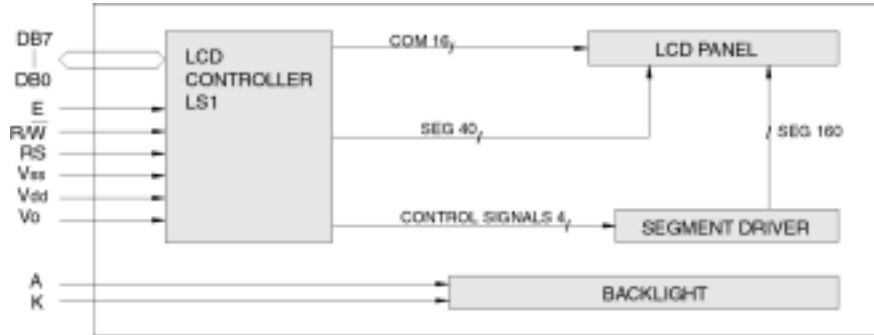 DB7
DB0
E
R/W
RS
Vss
Vdd
Vo
A
K
LCD
CONTROLLER
LS1
COM 16
SEG 40
CONTROL SIGNALS 4
LCD PANEL
SEG 160
SEGMENT DRIVER
BACKLIGHT